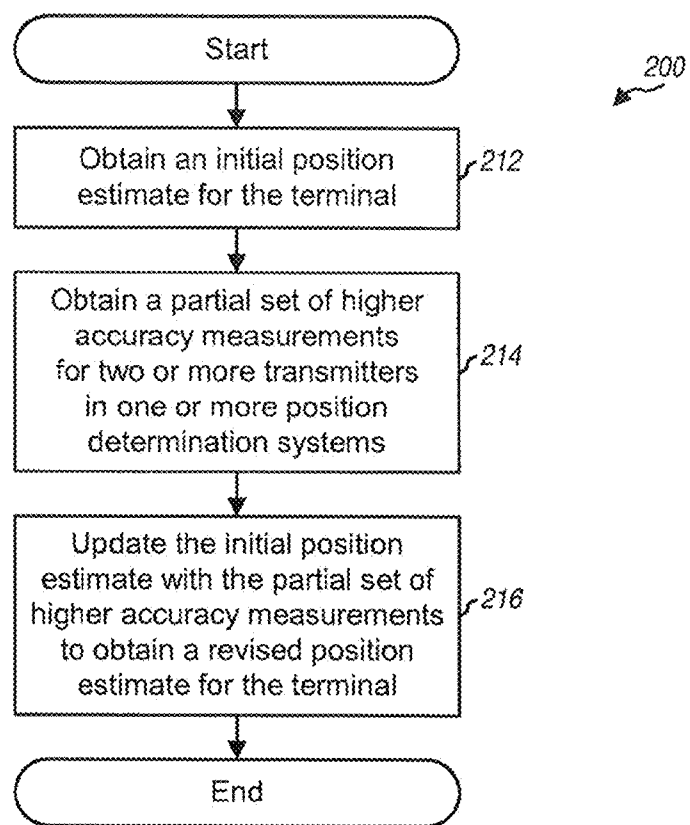 Start
200
Obtain an initial position
estimate for the terminal
212
Obtain a partial set of higher
accuracy measurements
for two or more transmitters
in one or more position
determination systems
214
Update the initial position
estimate with the partial set of
higher accuracy measurements
to obtain a revised position
estimate for the terminal
216
End